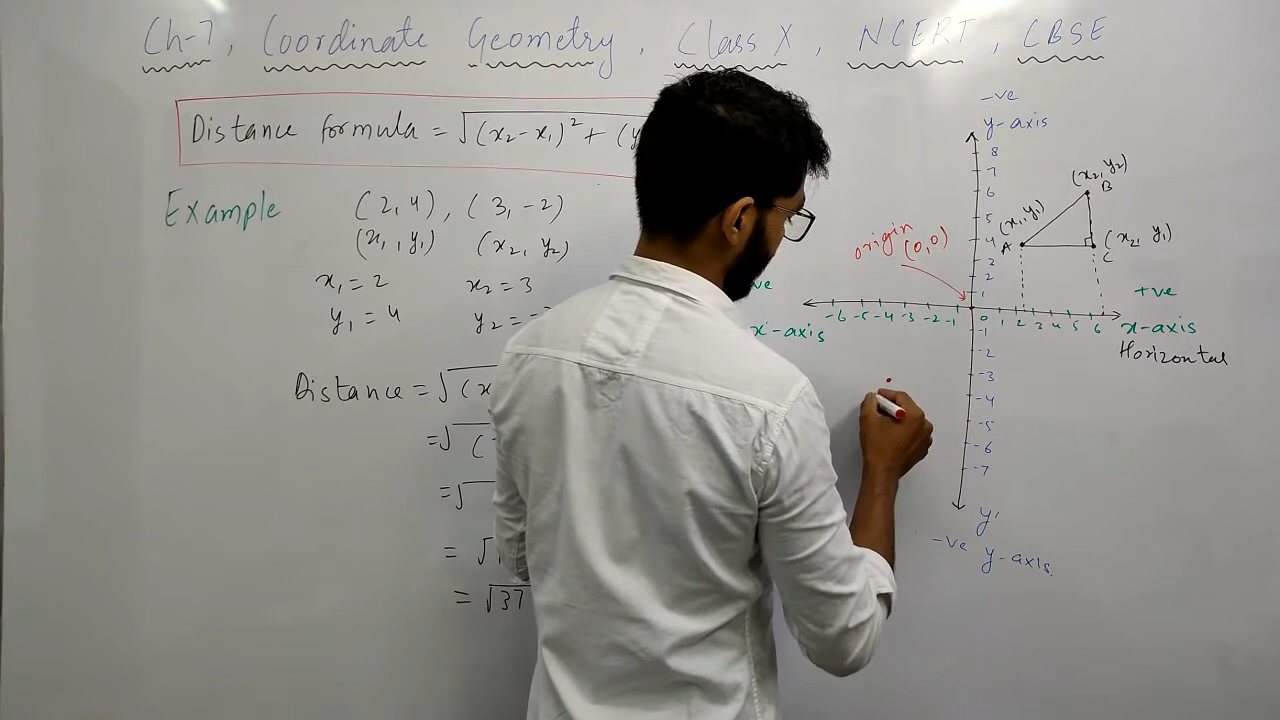 Ch-7, Coordinate Geometry, Class X, NCERT, CBSE
Distance formula = √(x₂-x₁)² + (y
Example (2,4), (3,-2)
(x₁, y₁) (x₂, y₂)
x₁=2 x₂=3
y₁=4 y₂=-
Distance = √(x
=√(
=√
= √1
= √37
-ve
y-axis
8
7
6
5
4
3
2
1
(x₂, y₂)
B
(x₁, y₁)
A
(x₂, y₁)
C
origin (0,0)
ve
x'-axis
-6 -5 -4 -3 -2 -1 0 1 2 3 4 5 6
+ve
x-axis
Horizontal
-1
-2
-3
-4
-5
-6
-7
y'
-ve y-axis.